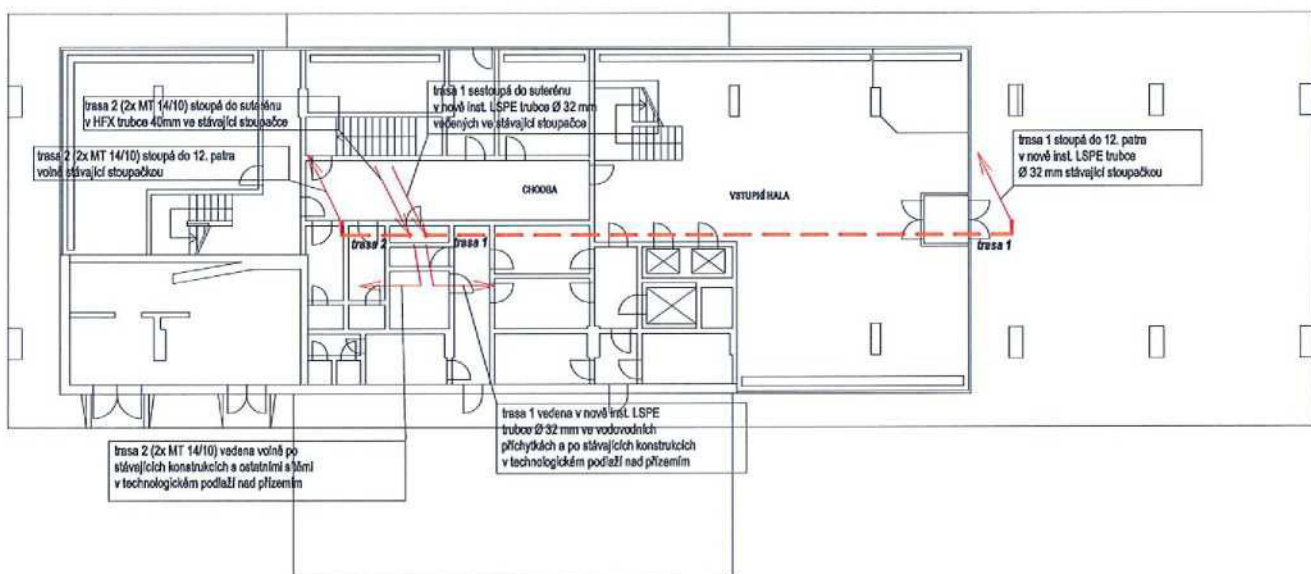 trasa 2 (2x MT 14/10) stoupá do suterénu
v HFX trubce 40mm ve stávající stoupačce
trasa 1 sestoupá do suterénu
v nově inst. LSPE trubce Ø 32 mm
vedených ve stávající stoupačce
trasa 2 (2x MT 14/10) stoupá do 12. patra
volně stávající stoupačkou
trasa 1 stoupá do 12. patra
v nově inst. LSPE trubce
Ø 32 mm stávající stoupačkou
CHODBA
VSTUPNÍ HALA
trasa 2
trasa 1
trasa 1
trasa 1 vedena v nově inst. LSPE
trubce Ø 32 mm ve vodovodních
příchytkách a po stávajících konstrukcích
v technologickém podlaží nad přízemím
trasa 2 (2x MT 14/10) vedena volně po
stávajících konstrukcích s ostatními sítěmi
v technologickém podlaží nad přízemím